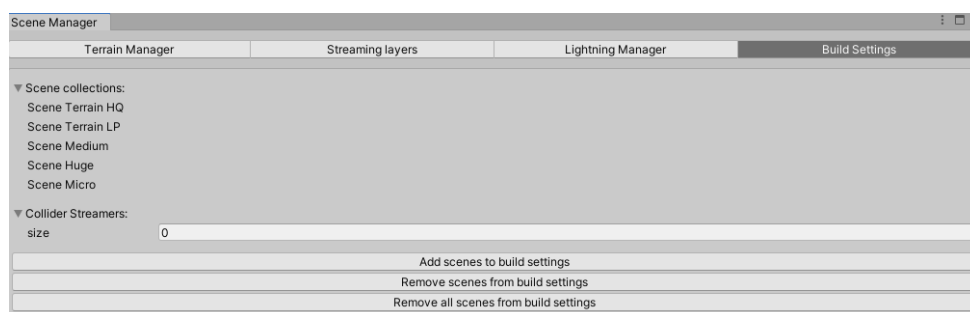 Scene Manager
Terrain Manager Streaming layers Lightning Manager Build Settings
Scene collections:
Scene Terrain HQ
Scene Terrain LP
Scene Medium
Scene Huge
Scene Micro
Collider Streamers:
size 0
Add scenes to build settings
Remove scenes from build settings
Remove all scenes from build settings